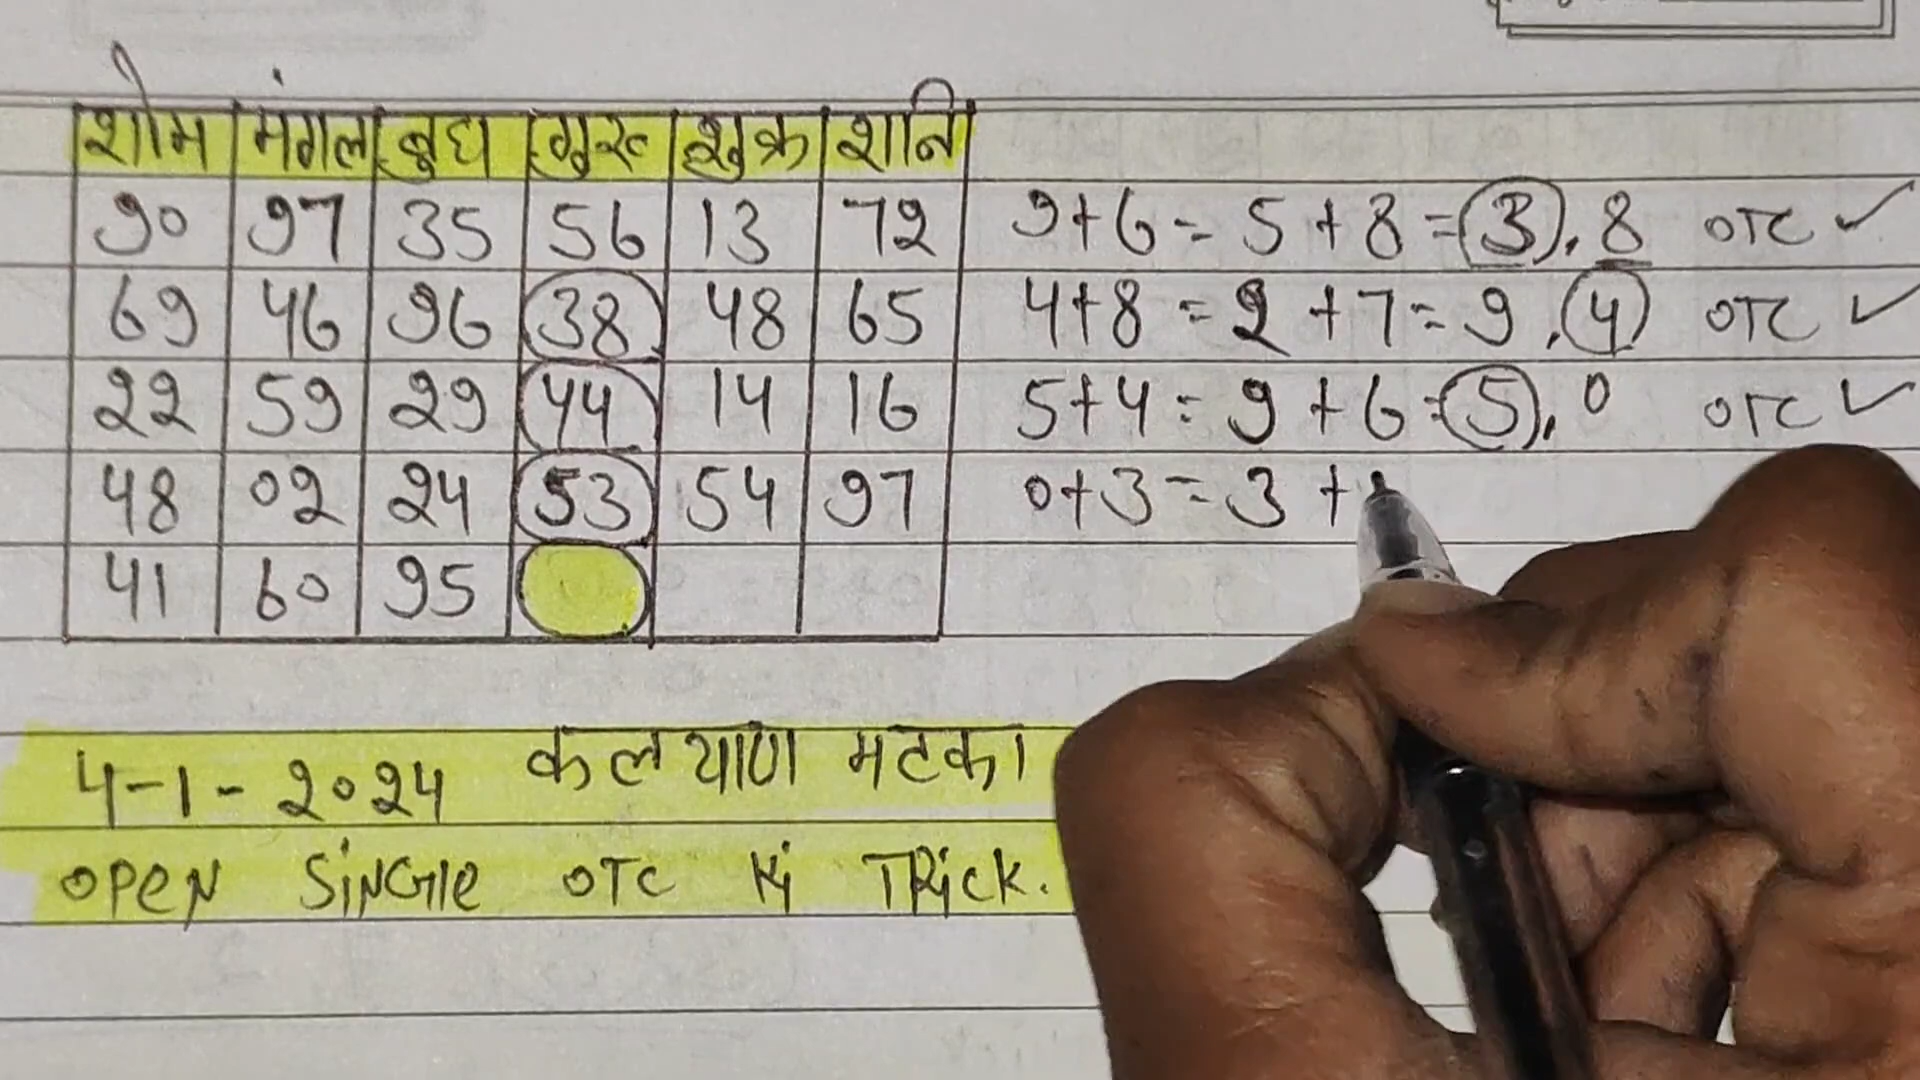 शोम मंगल बुध गुरु शुक्र शनि
90 97 35 56 13 72 9+6= 5+8=3, 8 OTC ✓
69 46 96 38 48 65 4+8 = 2+7= 9, 4 OTC ✓
22 59 29 44 14 16 5+4= 9+6=5, 0 OTC ✓
48 02 24 53 54 97 0+3= 3+
41 60 95
4-1-2024 कल्याण मटका
OPEN SINGlE OTC Ki TRick.